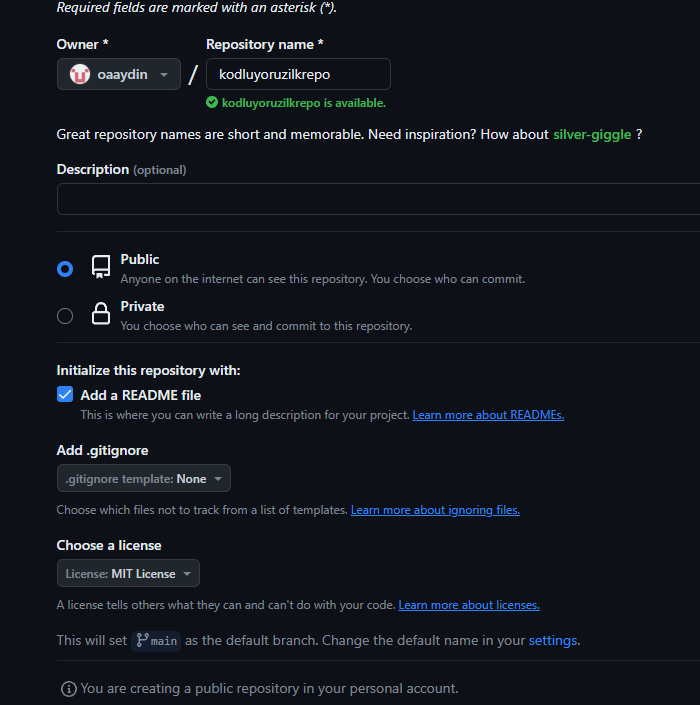 Required fields are marked with an asterisk (*).
Owner * Repository name *
oaaydin / kodluyoruzilkrepo
kodluyoruzilkrepo is available.
Great repository names are short and memorable. Need inspiration? How about silver-giggle ?
Description (optional)
Public
Anyone on the internet can see this repository. You choose who can commit.
Private
You choose who can see and commit to this repository.
Initialize this repository with:
Add a README file
This is where you can write a long description for your project. Learn more about READMEs.
Add .gitignore
.gitignore template: None
Choose which files not to track from a list of templates. Learn more about ignoring files.
Choose a license
License: MIT License
A license tells others what they can and can't do with your code. Learn more about licenses.
This will set main as the default branch. Change the default name in your settings.
You are creating a public repository in your personal account.